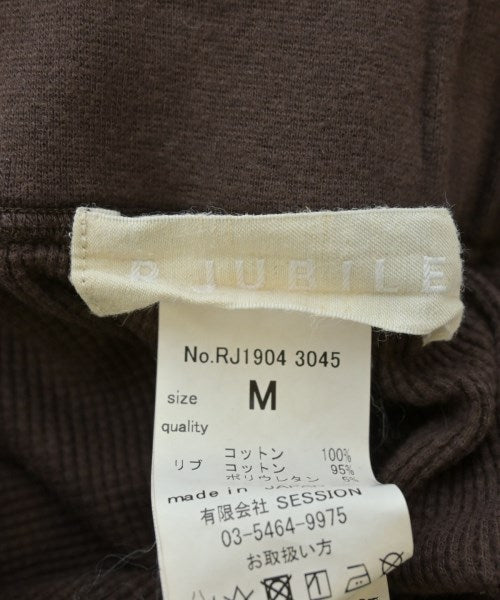 R JUBILE
No.RJ1904 3045
size M
quality
コットン 100%
リブ コットン 95%
ポリウレタン 5%
made in
有限会社 SESSION
03-5464-9975
お取扱い方